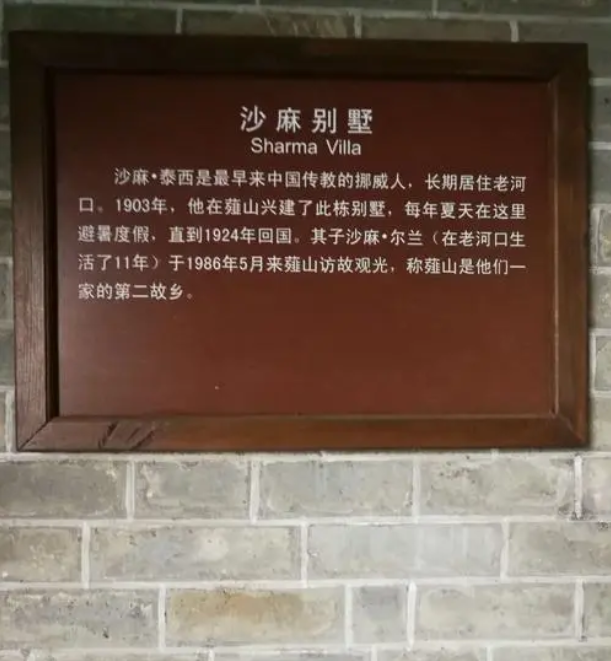 沙麻别墅
Sharma Villa
沙麻•泰西是最早来中国传教的挪威人，长期居住老河
口。1903年，他在薤山兴建了此栋别墅，每年夏天在这里
避暑度假，直到1924年回国。其子沙麻•尔兰（在老河口生
活了11年）于1986年5月来薤山访故观光，称薤山是他们一
家的第二故乡。